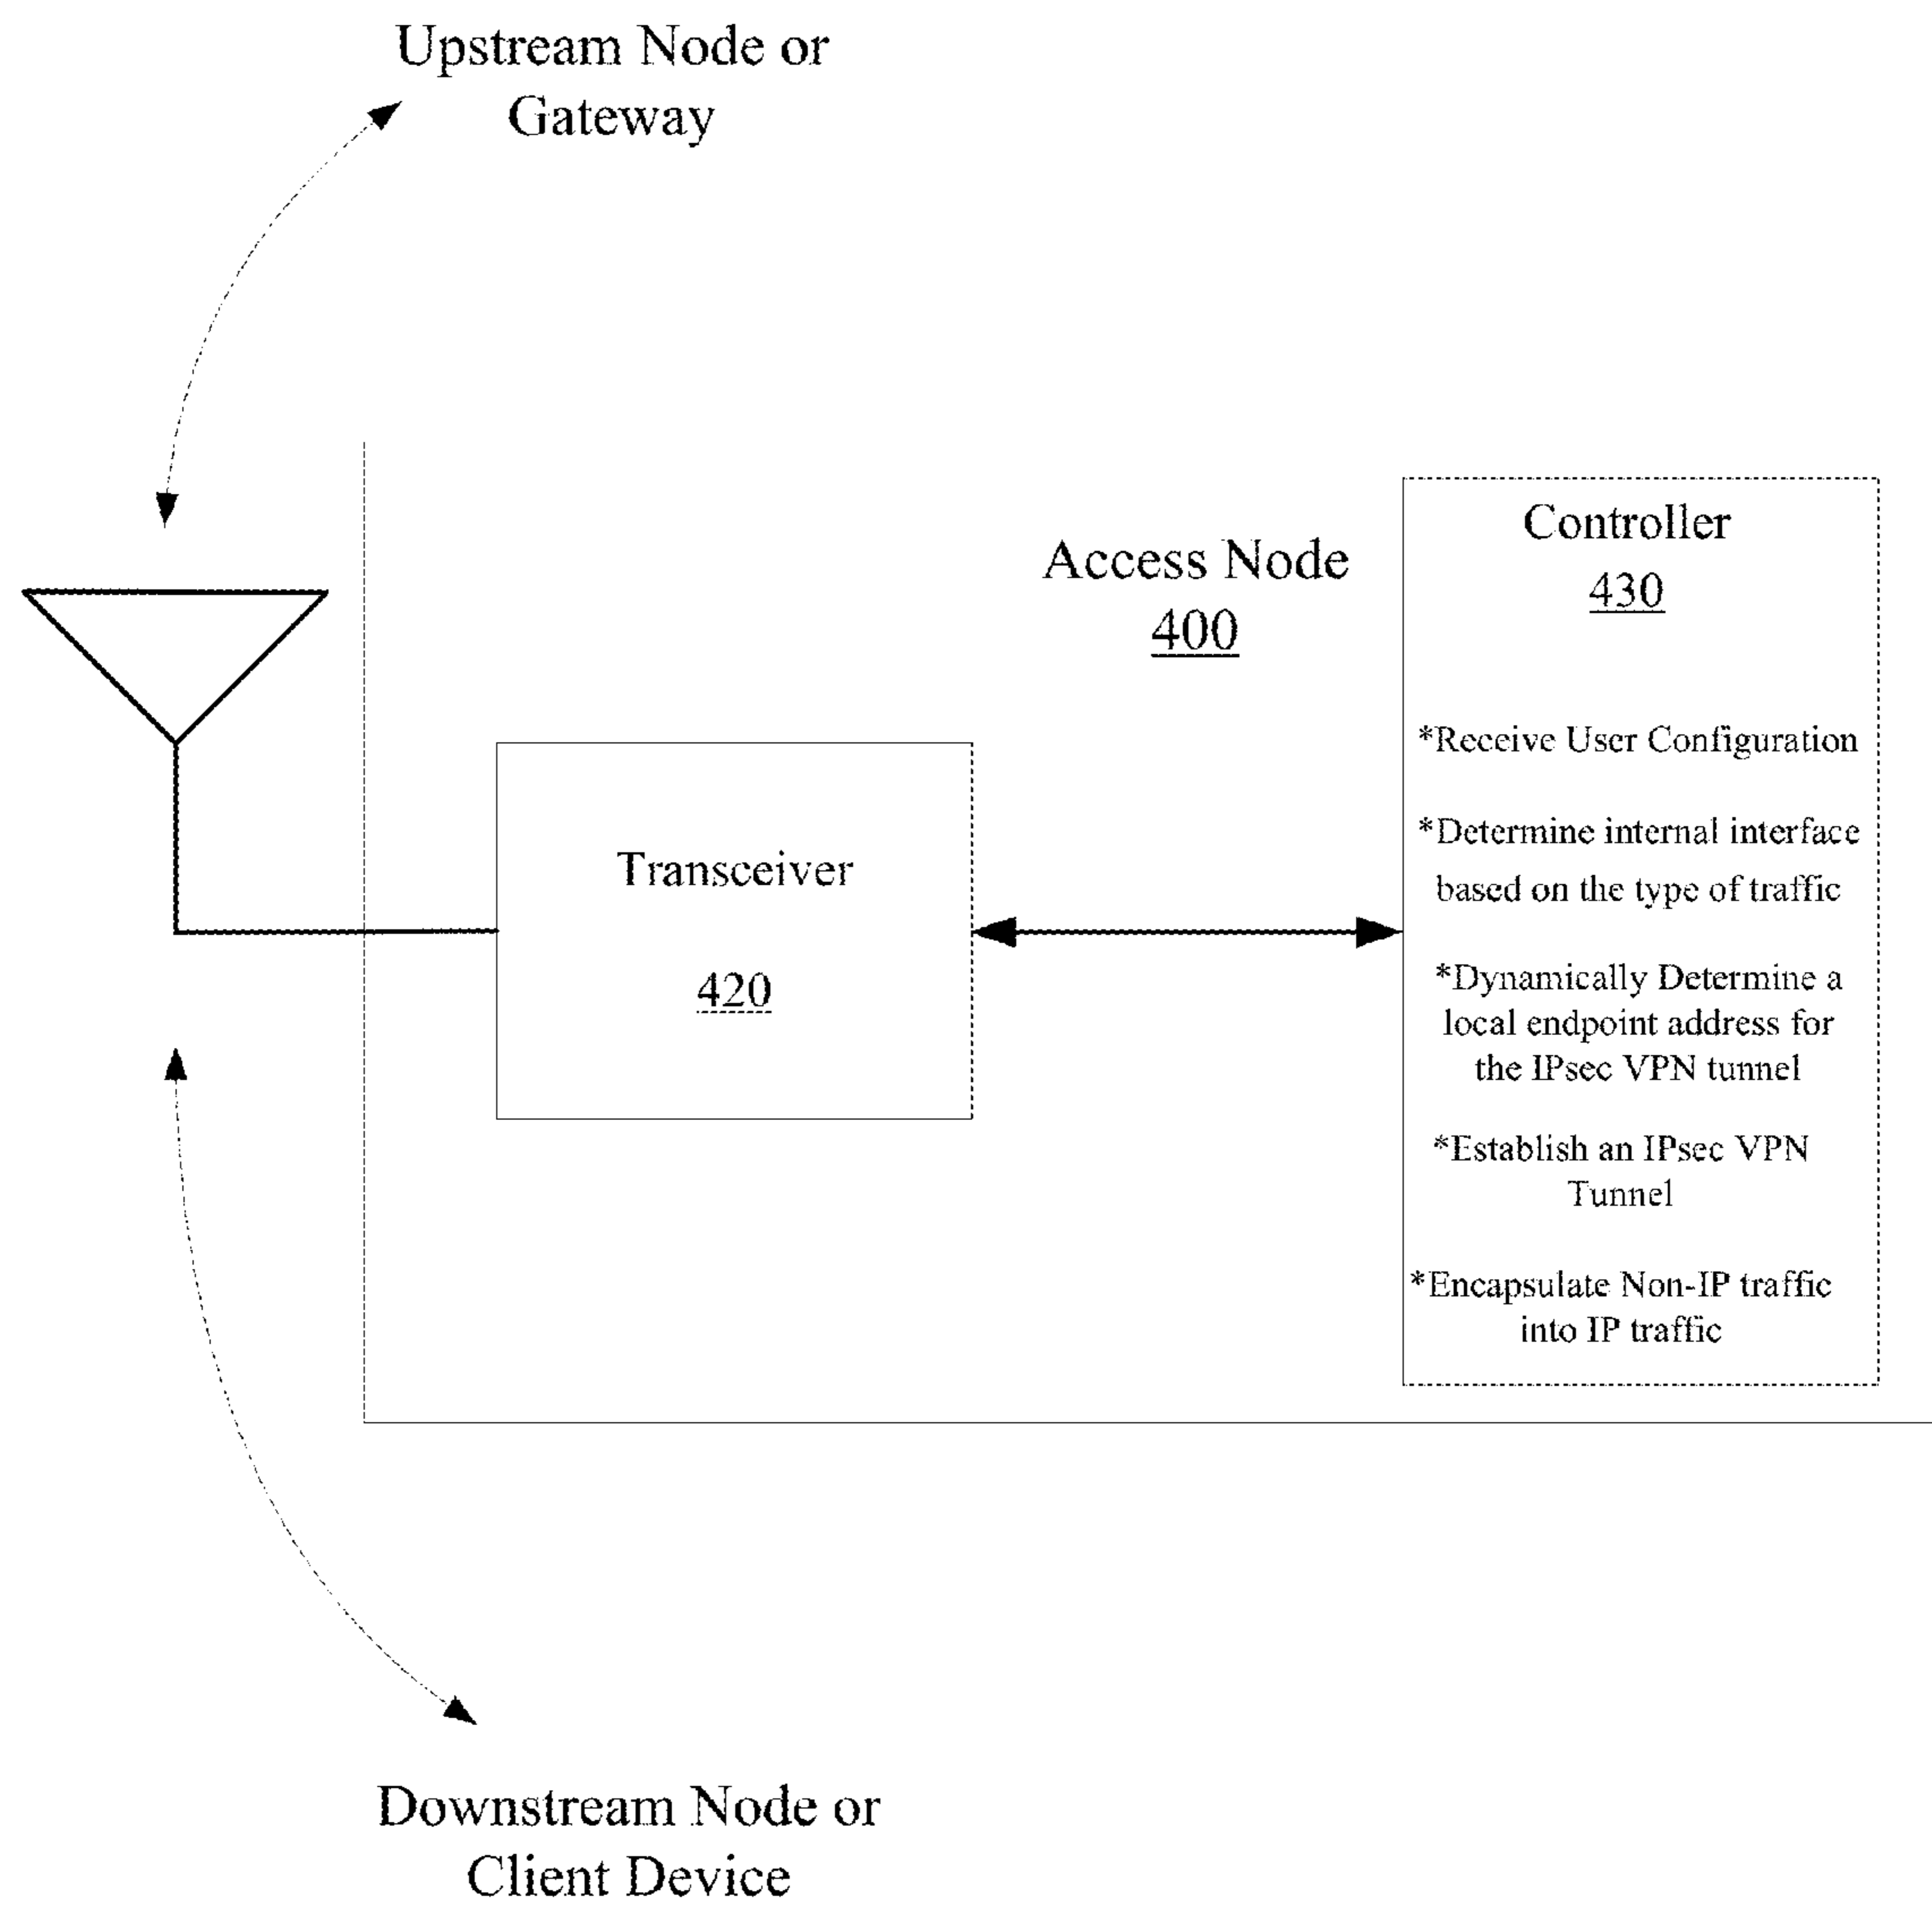 Upstream Node or
Gateway
Access Node
400
Controller
430
*Receive User Configuration
*Determine internal interface
based on the type of traffic
*Dynamically Determine a
local endpoint address for
the IPsec VPN tunnel
*Establish an IPsec VPN
Tunnel
*Encapsulate Non-IP traffic
into IP traffic
Transceiver
420
Downstream Node or
Client Device